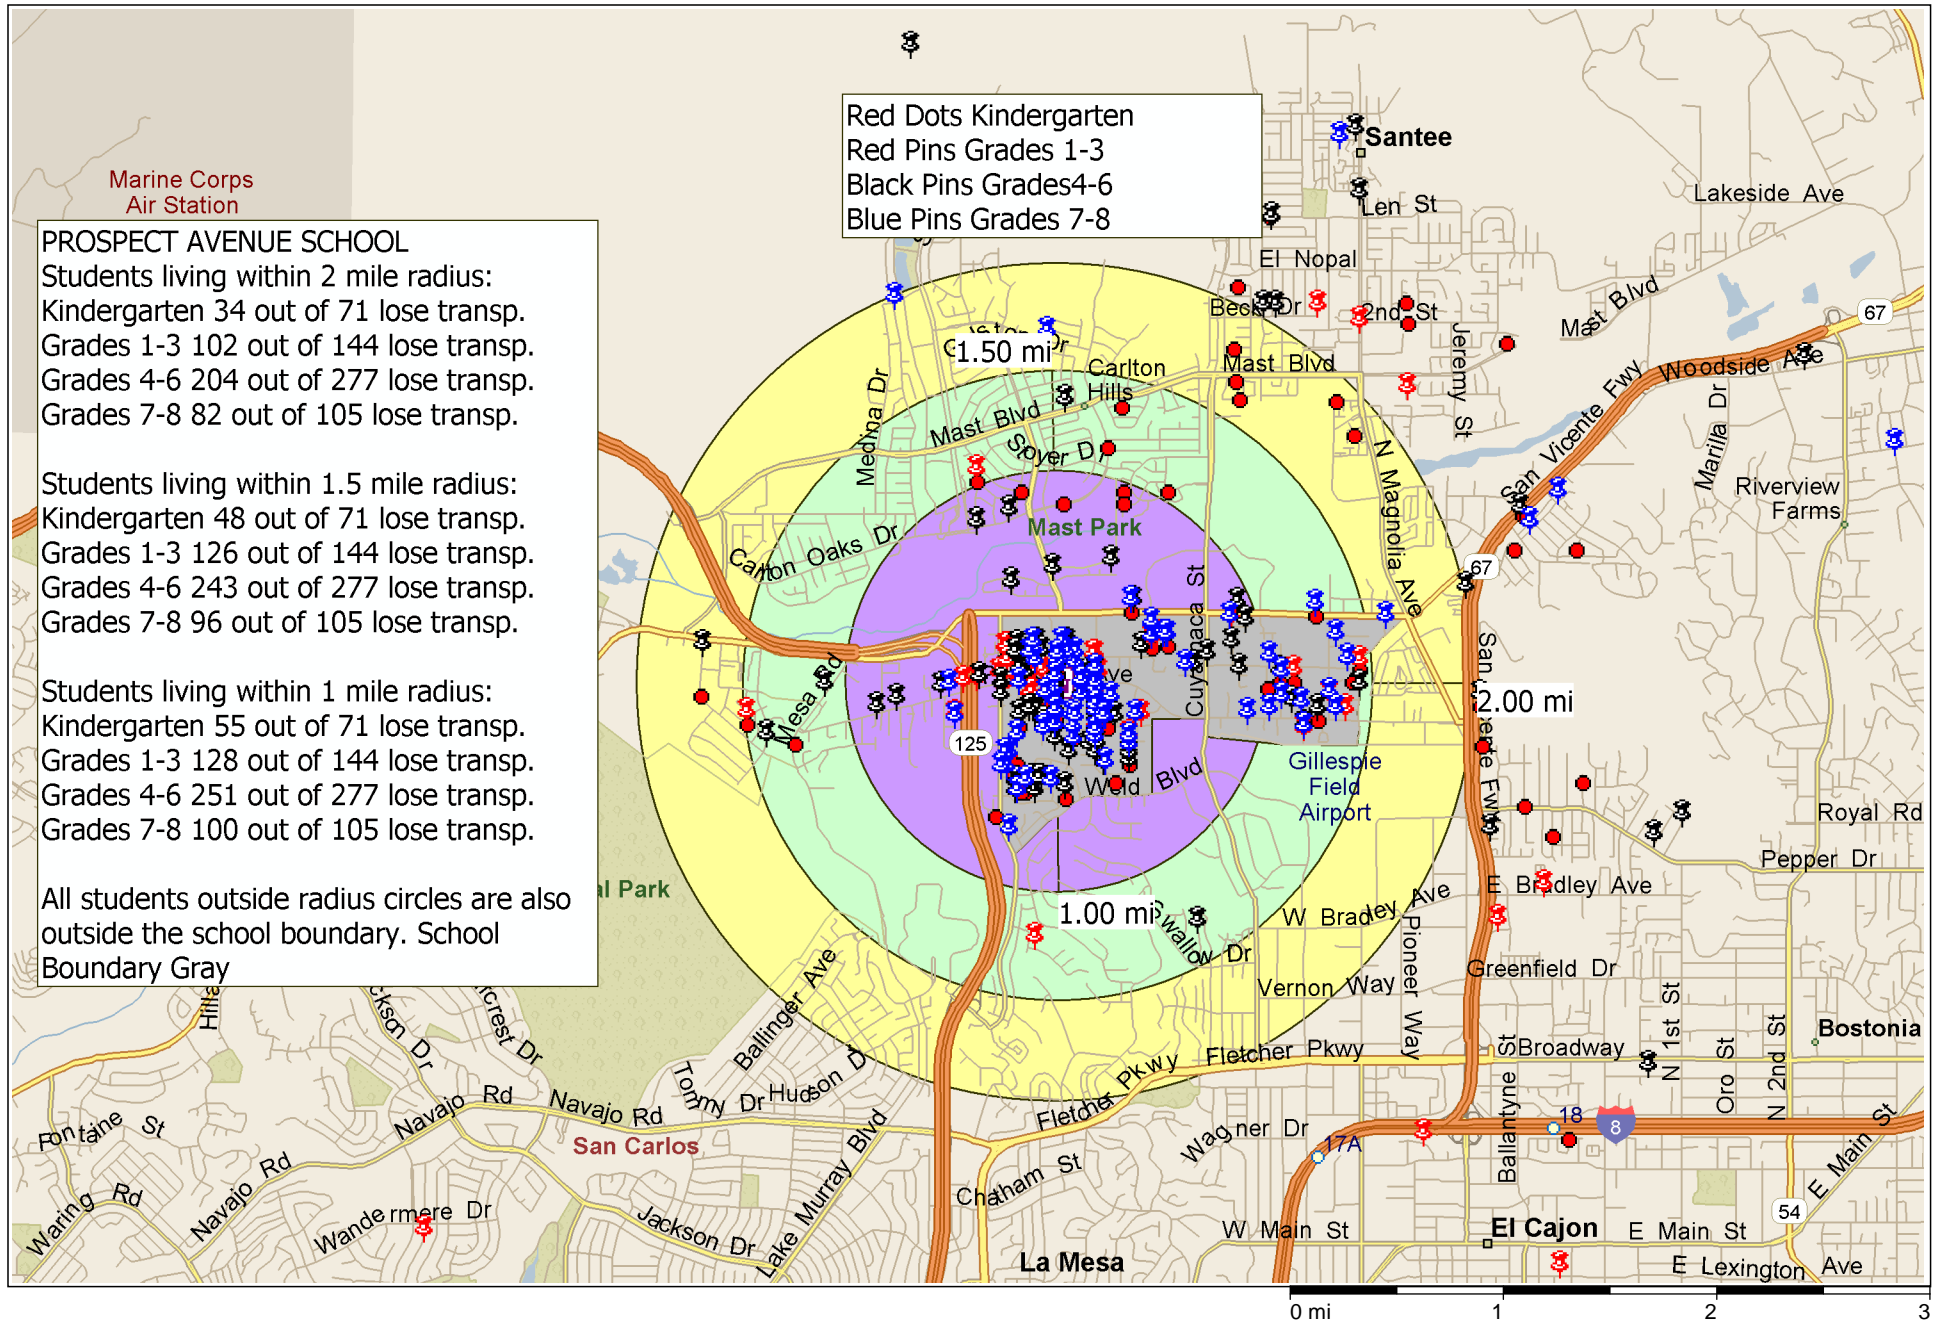 Santee
Marine Corps
Air Station
Red Dots Kindergarten
Red Pins Grades 1-3
Black Pins Grades4-6
Blue Pins Grades 7-8
Lakeside Ave
Len St
PROSPECT AVENUE SCHOOL
Students living within 2 mile radius:
Kindergarten 34 out of 71 lose transp.
Grades 1-3 102 out of 144 lose transp.
Grades 4-6 204 out of 277 lose transp.
Grades 7-8 82 out of 105 lose transp.
Students living within 1.5 mile radius:
Kindergarten 48 out of 71 lose transp.
Grades 1-3 126 out of 144 lose transp.
Grades 4-6 243 out of 277 lose transp.
Grades 7-8 96 out of 105 lose transp.
Students living within 1 mile radius:
Kindergarten 55 out of 71 lose transp.
Grades 1-3 128 out of 144 lose transp.
Grades 4-6 251 out of 277 lose transp.
Grades 7-8 100 out of 105 lose transp.
All students outside radius circles are also
outside the school boundary. School
Boundary Gray
El Nopal
Beck Dr
2nd St
Mast Blvd
67
Jeremy St
Woodside Ave
1.50 mi
Carlton
Hills
Mast Blvd
Medina Dr
Mast Blvd
N Magnolia Ave
San Vicente Fwy
Marilla Dr
Riverview
Farms
Mast Park
Carlton Oaks Dr
67
Cuyamaca St
Mesa Rd
125
2.00 mi
Weld Blvd
Gillespie
Field
Airport
Royal Rd
Pepper Dr
E Bradley Ave
W Bradley Ave
al Park
1.00 mi
Swallow Dr
Pioneer Way
Greenfield Dr
Vernon Way
Ballinger Ave
N 1st St
Oro St
N 2nd St
Bostonia
Fletcher Pkwy
Broadway
Ballantyne St
Fletcher Pkwy
Tommy Dr
Hudson Dr
Navajo Rd
Navajo Rd
San Carlos
Fontaine St
Wagner Dr
17A
18
8
E Main St
Navajo Rd
Waring Rd
Wandermere Dr
Jackson Dr
Lake Murray Blvd
Chatham St
54
W Main St
El Cajon
E Main St
La Mesa
E Lexington Ave
0 mi
1
2
3